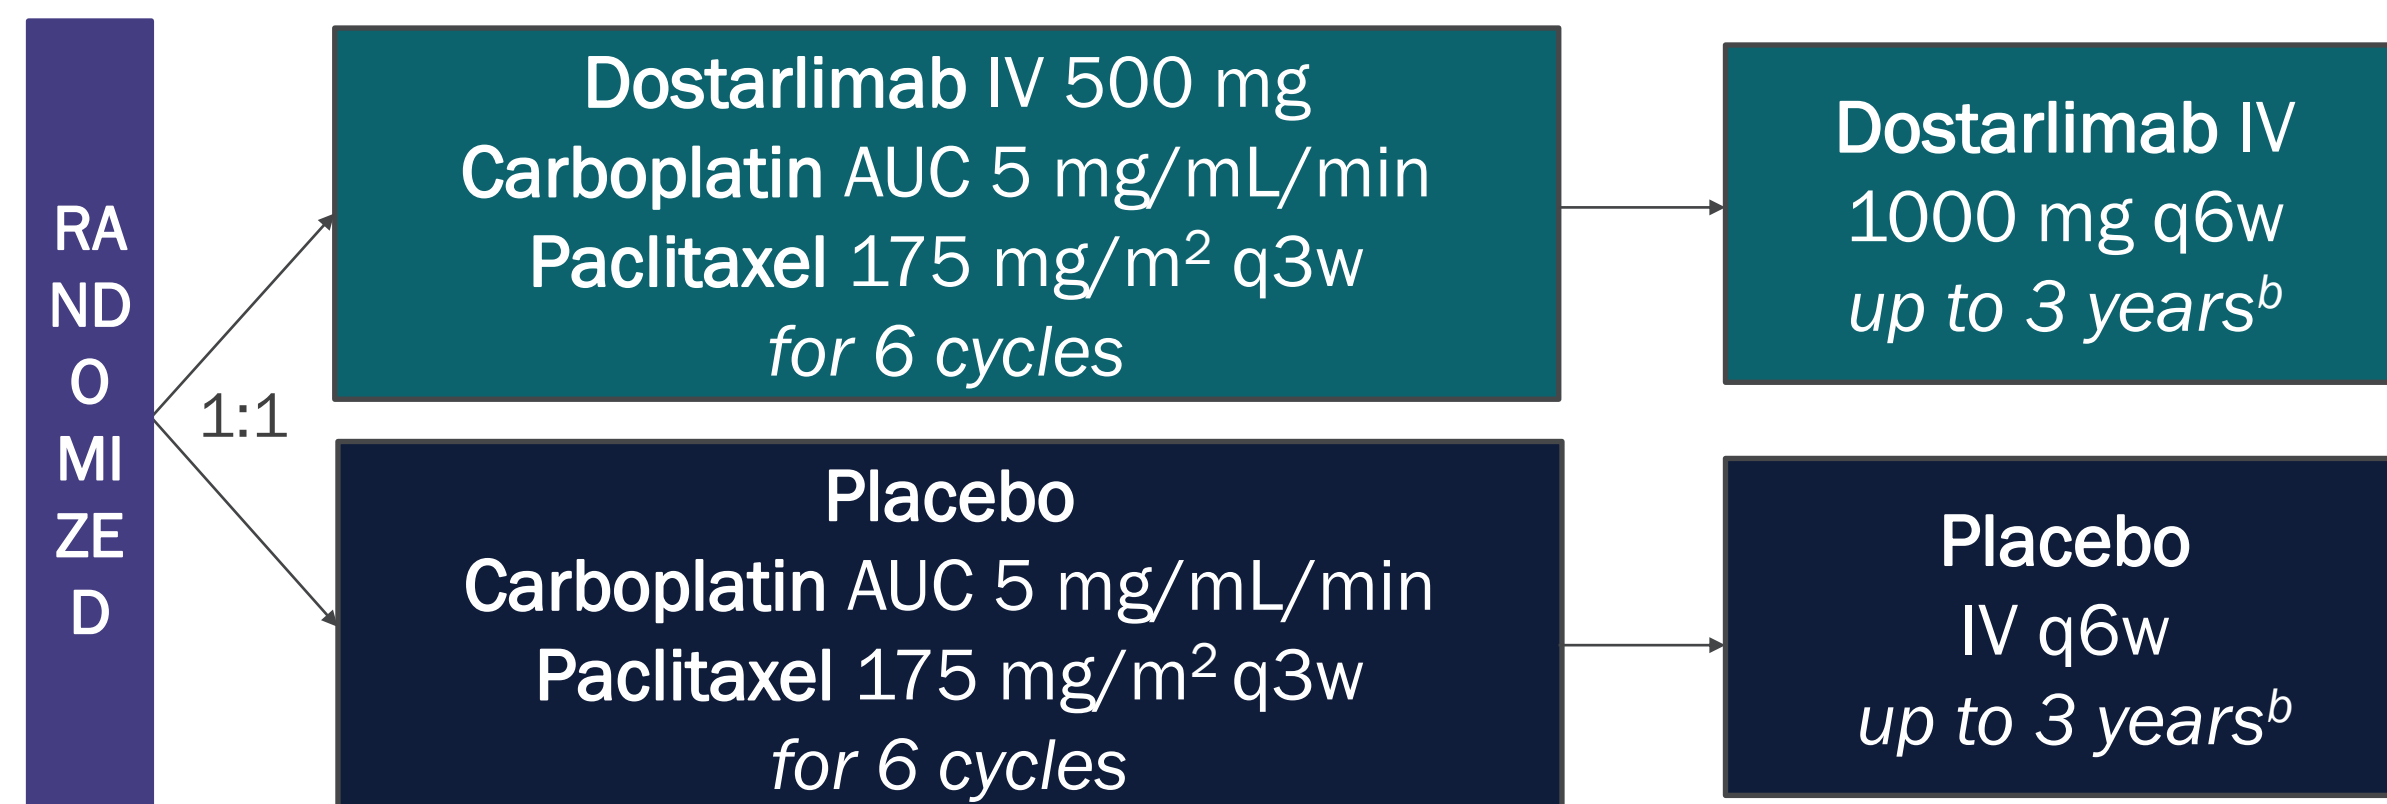 RA
ND
O
MI
ZE
D
1:1
Dostarlimab IV 500 mg
Carboplatin AUC 5 mg/mL/min
Paclitaxel 175 mg/m² q3w
for 6 cycles
Dostarlimab IV
1000 mg q6w
up to 3 yearsᵇ
Placebo
Carboplatin AUC 5 mg/mL/min
Paclitaxel 175 mg/m² q3w
for 6 cycles
Placebo
IV q6w
up to 3 yearsᵇ